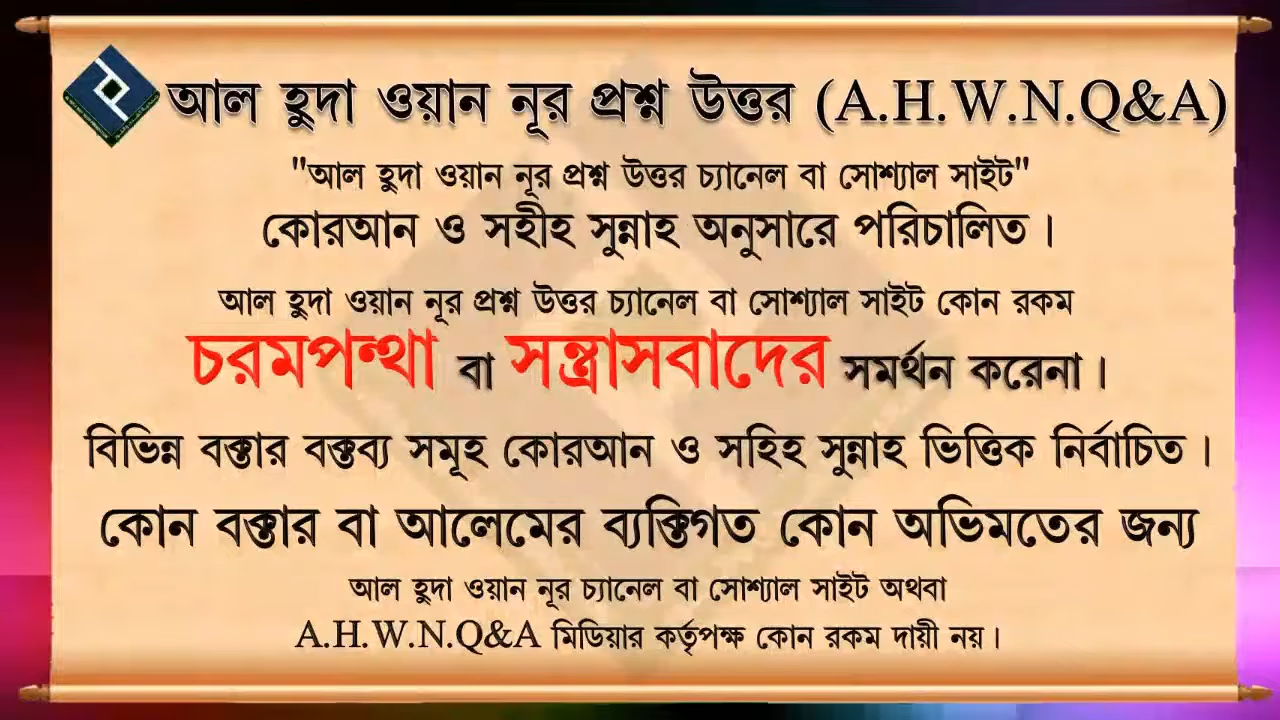 আল হুদা ওয়ান নূর প্রশ্ন উত্তর (A.H.W.N.Q&A)
"আল হুদা ওয়ান নূর প্রশ্ন উত্তর চ্যানেল বা সোশ্যাল সাইট"
কোরআন ও সহীহ সুন্নাহ অনুসারে পরিচালিত।
আল হুদা ওয়ান নূর প্রশ্ন উত্তর চ্যানেল বা সোশ্যাল সাইট কোন রকম
চরমপন্থা বা সন্ত্রাসবাদের সমর্থন করেনা।
বিভিন্ন বক্তার বক্তব্য সমূহ কোরআন ও সহিহ সুন্নাহ ভিত্তিক নির্বাচিত।
কোন বক্তার বা আলেমের ব্যক্তিগত কোন অভিমতের জন্য
আল হুদা ওয়ান নূর চ্যানেল বা সোশ্যাল সাইট অথবা
A.H.W.N.Q&A মিডিয়ার কর্তৃপক্ষ কোন রকম দায়ী নয়।